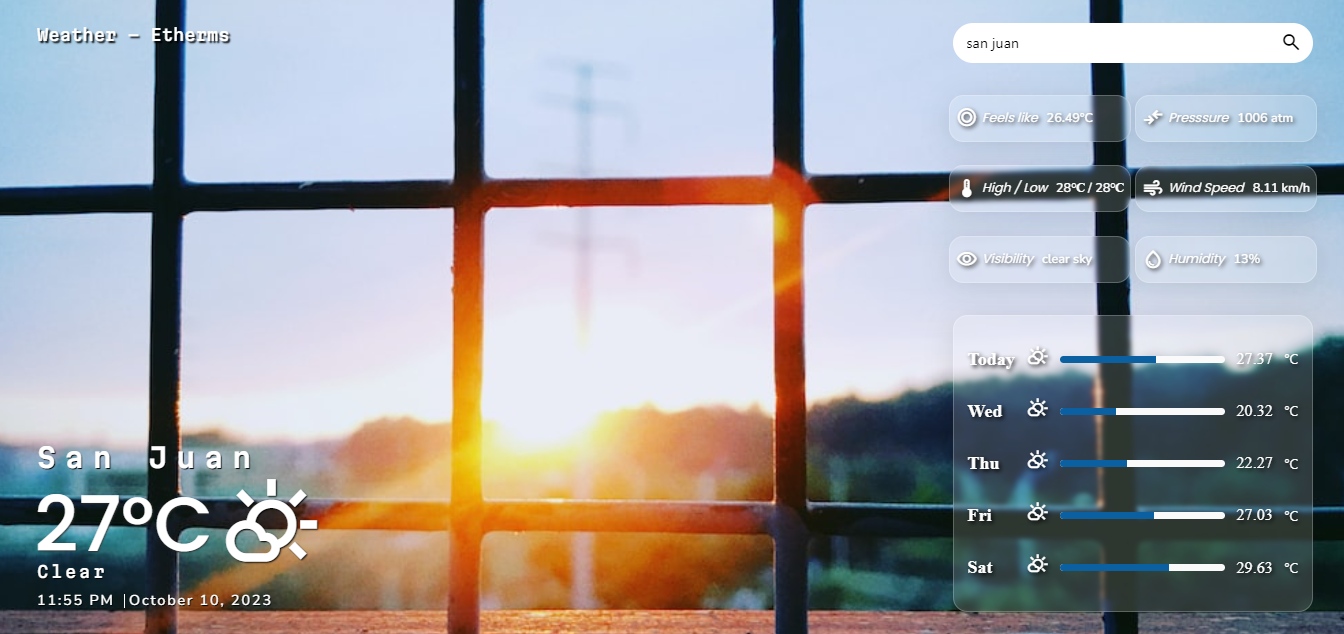 Weather - Etherms
san juan
Feels like 26.49°C
Presssure 1006 atm
High / Low 28°C / 28°C
Wind Speed 8.11 km/h
Visibility clear sky
Humidity 13%
Today 27.37 °C
Wed 20.32 °C
Thu 22.27 °C
Fri 27.03 °C
Sat 29.63 °C
San Juan
27°C
Clear
11:55 PM |October 10, 2023